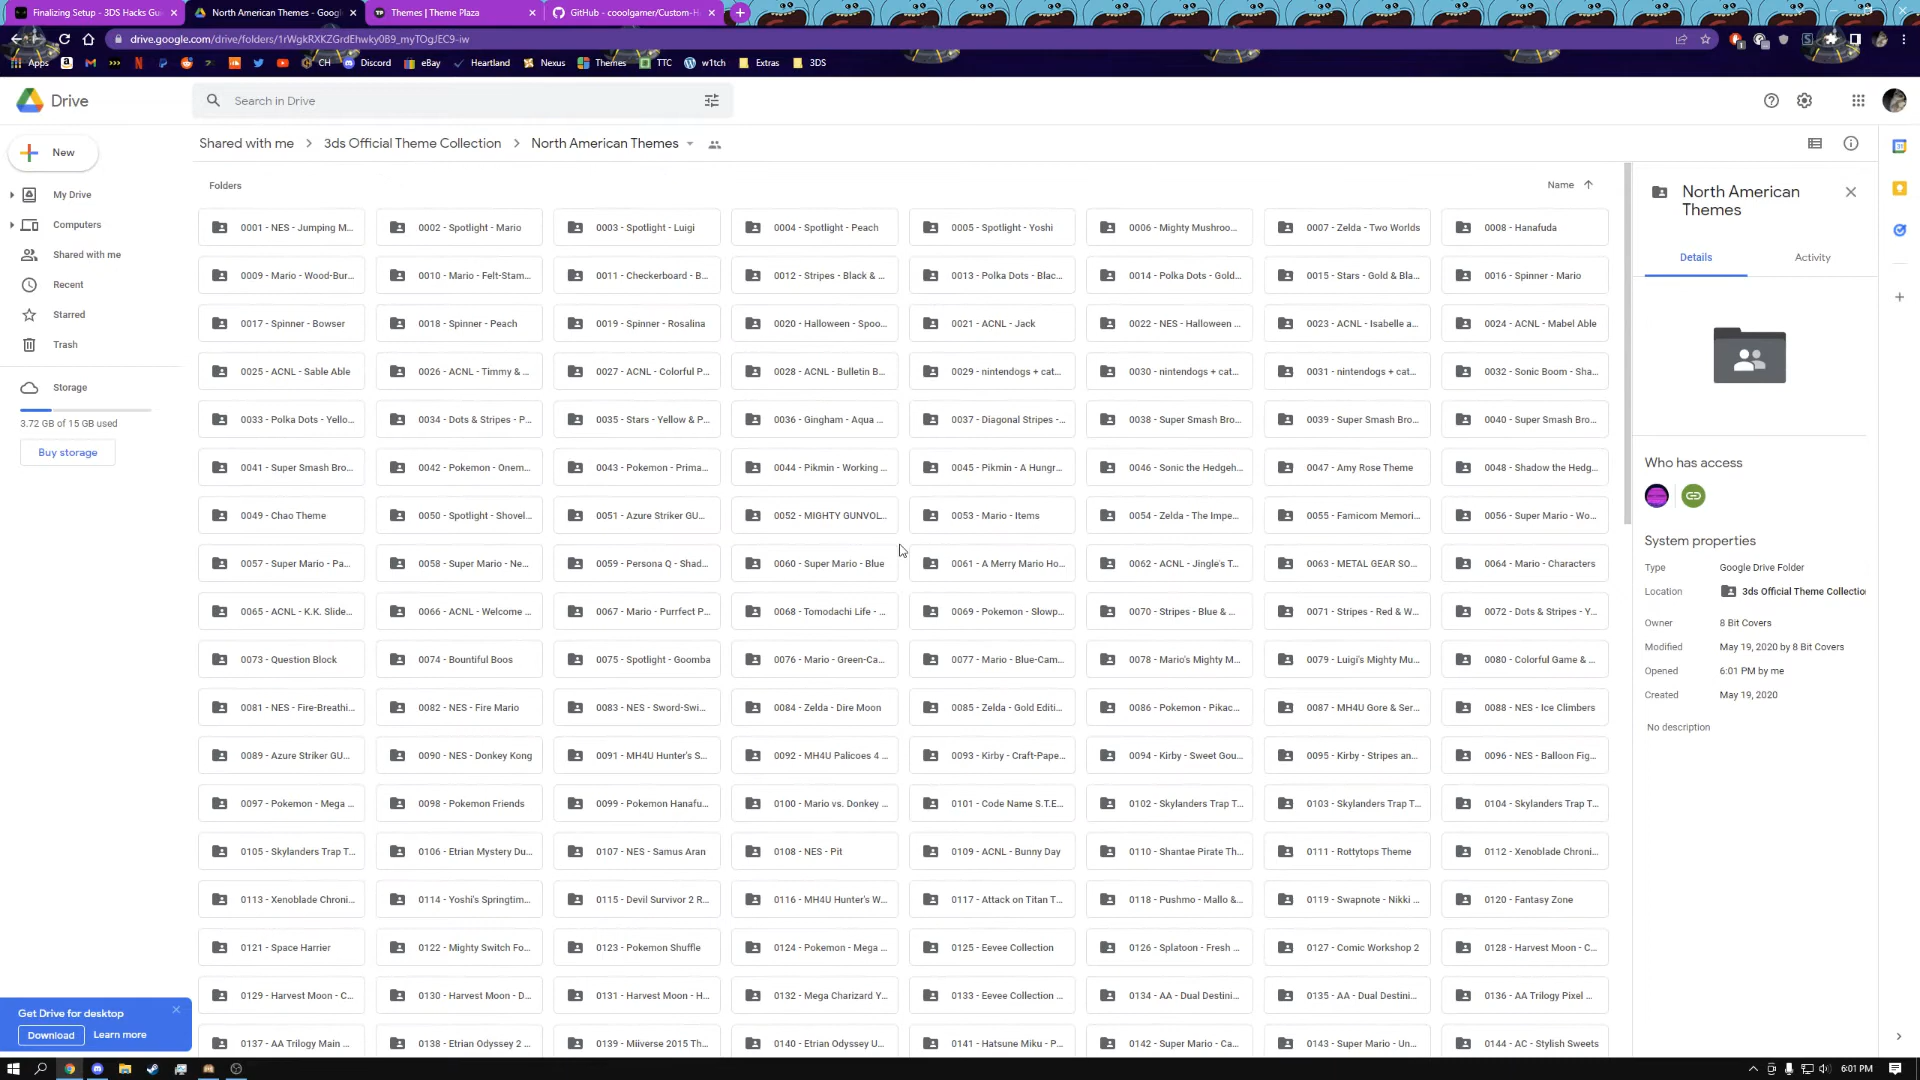 Finalizing Setup - 3DS Hacks Gui
North American Themes - Googl
Themes | Theme Plaza
GitHub - cooolgamer/Custom-H
drive.google.com/drive/folders/1rWgkRXKZGrdEhwky0B9_myTOgJEC9-iw
Apps
CH
Discord
eBay
Heartland
Nexus
Themes
TTC
w1tch
Extras
3DS
Drive
Search in Drive
New
My Drive
Computers
Shared with me
Recent
Starred
Trash
Storage
3.72 GB of 15 GB used
Buy storage
Get Drive for desktop
Download
Learn more
Shared with me > 3ds Official Theme Collection > North American Themes
Folders
Name
0001 - NES - Jumping M...
0002 - Spotlight - Mario
0003 - Spotlight - Luigi
0004 - Spotlight - Peach
0005 - Spotlight - Yoshi
0006 - Mighty Mushroo...
0007 - Zelda - Two Worlds
0008 - Hanafuda
0009 - Mario - Wood-Bur...
0010 - Mario - Felt-Stam...
0011 - Checkerboard - B...
0012 - Stripes - Black & ...
0013 - Polka Dots - Blac...
0014 - Polka Dots - Gold...
0015 - Stars - Gold & Bla...
0016 - Spinner - Mario
0017 - Spinner - Bowser
0018 - Spinner - Peach
0019 - Spinner - Rosalina
0020 - Halloween - Spoo...
0021 - ACNL - Jack
0022 - NES - Halloween ...
0023 - ACNL - Isabelle a...
0024 - ACNL - Mabel Able
0025 - ACNL - Sable Able
0026 - ACNL - Timmy & ...
0027 - ACNL - Colorful P...
0028 - ACNL - Bulletin B...
0029 - nintendogs + cat...
0030 - nintendogs + cat...
0031 - nintendogs + cat...
0032 - Sonic Boom - Sha...
0033 - Polka Dots - Yello...
0034 - Dots & Stripes - P...
0035 - Stars - Yellow & P...
0036 - Gingham - Aqua ...
0037 - Diagonal Stripes -...
0038 - Super Smash Bro...
0039 - Super Smash Bro...
0040 - Super Smash Bro...
0041 - Super Smash Bro...
0042 - Pokemon - Onem...
0043 - Pokemon - Prima...
0044 - Pikmin - Working ...
0045 - Pikmin - A Hungr...
0046 - Sonic the Hedgeh...
0047 - Amy Rose Theme
0048 - Shadow the Hedg...
0049 - Chao Theme
0050 - Spotlight - Shovel...
0051 - Azure Striker GU...
0052 - MIGHTY GUNVOL...
0053 - Mario - Items
0054 - Zelda - The Impe...
0055 - Famicom Memori...
0056 - Super Mario - Wo...
0057 - Super Mario - Pa...
0058 - Super Mario - Ne...
0059 - Persona Q - Shad...
0060 - Super Mario - Blue
0061 - A Merry Mario Ho...
0062 - ACNL - Jingle's T...
0063 - METAL GEAR SO...
0064 - Mario - Characters
0065 - ACNL - K.K. Slide...
0066 - ACNL - Welcome ...
0067 - Mario - Purrfect P...
0068 - Tomodachi Life - ...
0069 - Pokemon - Slowp...
0070 - Stripes - Blue & ...
0071 - Stripes - Red & W...
0072 - Dots & Stripes - Y...
0073 - Question Block
0074 - Bountiful Boos
0075 - Spotlight - Goomba
0076 - Mario - Green-Ca...
0077 - Mario - Blue-Cam...
0078 - Mario's Mighty M...
0079 - Luigi's Mighty Mu...
0080 - Colorful Game & ...
0081 - NES - Fire-Breathi...
0082 - NES - Fire Mario
0083 - NES - Sword-Swi...
0084 - Zelda - Dire Moon
0085 - Zelda - Gold Editi...
0086 - Pokemon - Pikac...
0087 - MH4U Gore & Ser...
0088 - NES - Ice Climbers
0089 - Azure Striker GU...
0090 - NES - Donkey Kong
0091 - MH4U Hunter's S...
0092 - MH4U Palicoes 4 ...
0093 - Kirby - Craft-Pape...
0094 - Kirby - Sweet Gou...
0095 - Kirby - Stripes an...
0096 - NES - Balloon Fig...
0097 - Pokemon - Mega ...
0098 - Pokemon Friends
0099 - Pokemon Hanafu...
0100 - Mario vs. Donkey ...
0101 - Code Name S.T.E...
0102 - Skylanders Trap T...
0103 - Skylanders Trap T...
0104 - Skylanders Trap T...
0105 - Skylanders Trap T...
0106 - Etrian Mystery Du...
0107 - NES - Samus Aran
0108 - NES - Pit
0109 - ACNL - Bunny Day
0110 - Shantae Pirate Th...
0111 - Rottytops Theme
0112 - Xenoblade Chroni...
0113 - Xenoblade Chroni...
0114 - Yoshi's Springtim...
0115 - Devil Survivor 2 R...
0116 - MH4U Hunter's W...
0117 - Attack on Titan T...
0118 - Pushmo - Mallo &...
0119 - Swapnote - Nikki ...
0120 - Fantasy Zone
0121 - Space Harrier
0122 - Mighty Switch Fo...
0123 - Pokemon Shuffle
0124 - Pokemon - Mega ...
0125 - Eevee Collection
0126 - Splatoon - Fresh ...
0127 - Comic Workshop 2
0128 - Harvest Moon - C...
0129 - Harvest Moon - C...
0130 - Harvest Moon - D...
0131 - Harvest Moon - H...
0132 - Mega Charizard Y...
0133 - Eevee Collection ...
0134 - AA - Dual Destini...
0135 - AA - Dual Destini...
0136 - AA Trilogy Pixel ...
0137 - AA Trilogy Main ...
0138 - Etrian Odyssey 2 ...
0139 - Miiverse 2015 Th...
0140 - Etrian Odyssey U...
0141 - Hatsune Miku - P...
0142 - Super Mario - Ca...
0143 - Super Mario - Un...
0144 - AC - Stylish Sweets
North American
Themes
Details
Activity
Who has access
System properties
Type Google Drive Folder
Location 3ds Official Theme Collection
Owner 8 Bit Covers
Modified May 19, 2020 by 8 Bit Covers
Opened 6:01 PM by me
Created May 19, 2020
No description
6:01 PM